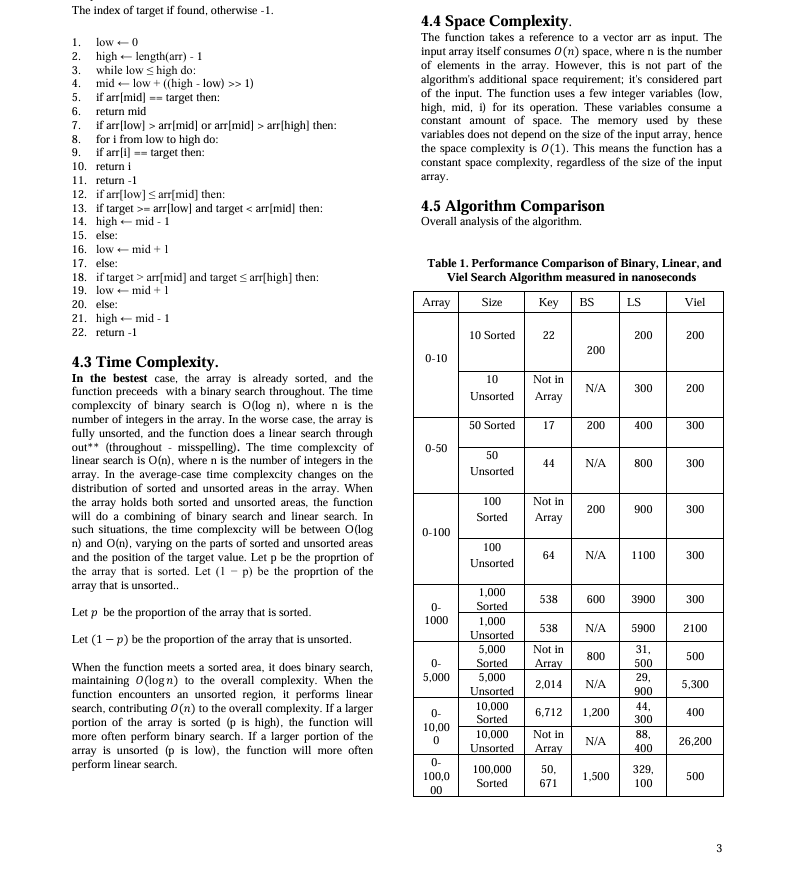 The index of target if found, otherwise -1.
1. low ← 0
2. high ← length(arr) - 1
3. while low ≤ high do:
4. mid ← low + ((high - low) >> 1)
5. if arr[mid] == target then:
6. return mid
7. if arr[low] > arr[mid] or arr[mid] > arr[high] then:
8. for i from low to high do:
9. if arr[i] == target then:
10. return i
11. return -1
12. if arr[low] ≤ arr[mid] then:
13. if target >= arr[low] and target < arr[mid] then:
14. high ← mid - 1
15. else:
16. low ← mid + 1
17. else:
18. if target > arr[mid] and target ≤ arr[high] then:
19. low ← mid + 1
20. else:
21. high ← mid - 1
22. return -1
4.3 Time Complexity.
In the bestest case, the array is already sorted, and the
function preceeds with a binary search throughout. The time
complexcity of binary search is O(log n), where n is the
number of integers in the array. In the worse case, the array is
fully unsorted, and the function does a linear search through
out** (throughout - misspelling). The time complexcity of
linear search is O(n), where n is the number of integers in the
array. In the average-case time complexcity changes on the
distribution of sorted and unsorted areas in the array. When
the array holds both sorted and unsorted areas, the function
will do a combining of binary search and linear search. In
such situations, the time complexcity will be between O(log
n) and O(n), varying on the parts of sorted and unsorted areas
and the position of the target value. Let p be the proprtion of
the array that is sorted. Let (1 − p) be the proprtion of the
array that is unsorted..
Let p be the proportion of the array that is sorted.
Let (1 − p) be the proportion of the array that is unsorted.
When the function meets a sorted area, it does binary search,
maintaining O(log n) to the overall complexity. When the
function encounters an unsorted region, it performs linear
search, contributing O(n) to the overall complexity. If a larger
portion of the array is sorted (p is high), the function will
more often perform binary search. If a larger portion of the
array is unsorted (p is low), the function will more often
perform linear search.
4.4 Space Complexity.
The function takes a reference to a vector arr as input. The
input array itself consumes O(n) space, where n is the number
of elements in the array. However, this is not part of the
algorithm's additional space requirement; it's considered part
of the input. The function uses a few integer variables (low,
high, mid, i) for its operation. These variables consume a
constant amount of space. The memory used by these
variables does not depend on the size of the input array, hence
the space complexity is O(1). This means the function has a
constant space complexity, regardless of the size of the input
array.
4.5 Algorithm Comparison
Overall analysis of the algorithm.
Table 1. Performance Comparison of Binary, Linear, and
Viel Search Algorithm measured in nanoseconds
Array Size Key BS LS Viel
0-10 10 Sorted 22 200 200 200
10 Unsorted Not in Array N/A 300 200
0-50 50 Sorted 17 200 400 300
50 Unsorted 44 N/A 800 300
0-100 100 Sorted Not in Array 200 900 300
100 Unsorted 64 N/A 1100 300
0-1000 1,000 Sorted 538 600 3900 300
1,000 Unsorted 538 N/A 5900 2100
0-5,000 5,000 Sorted Not in Array 800 31,500 500
5,000 Unsorted 2,014 N/A 29,900 5,300
0-10,000 10,000 Sorted 6,712 1,200 44,300 400
10,000 Unsorted Not in Array N/A 88,400 26,200
0-100,000 100,000 Sorted 50,671 1,500 329,100 500
3